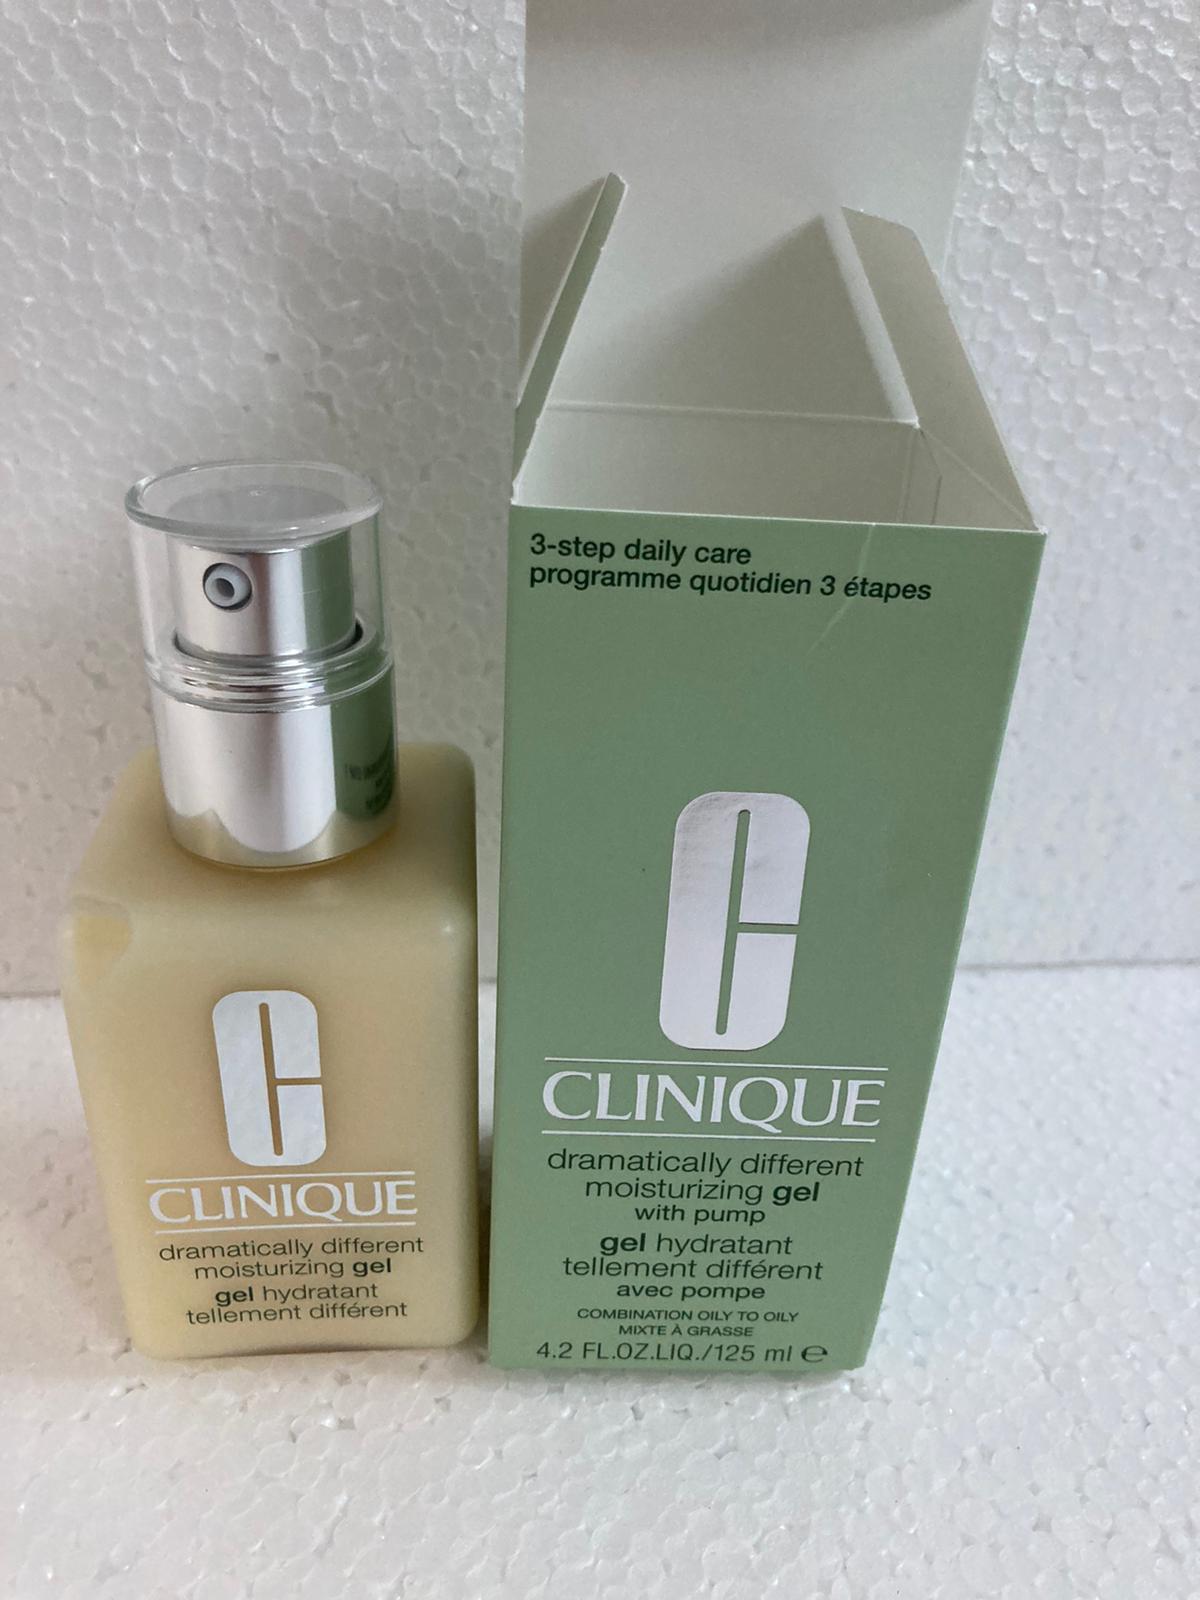 3-step daily care
programme quotidien 3 étapes
C
CLINIQUE
dramatically different
moisturizing gel
with pump
gel hydratant
tellement différent
avec pompe
COMBINATION OILY TO OILY
MIXTE À GRASSE
4.2 FL.OZ.LIQ./125 ml ℮
C
CLINIQUE
dramatically different
moisturizing gel
gel hydratant
tellement différent